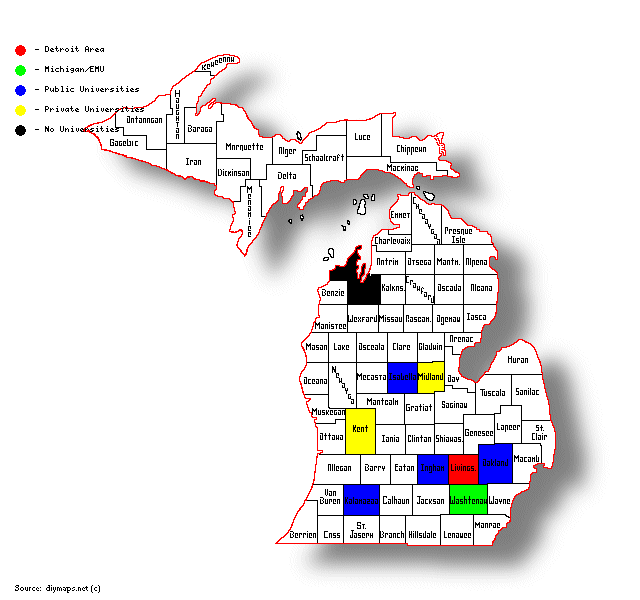 - Detroit Area
- Michigan/EMU
- Public Universities
- Private Universities
- No Universities
Keweenaw
Houghton
Ontonagon
Baraga
Gogebic
Iron
Marquette
Dickinson
Menominee
Alger
Delta
Schoolcraft
Luce
Chippewa
Mackinac
Emmet
Cheboygan
Presque
Isle
Charlevoix
Antrim
Otsego
Montm.
Alpena
Benzie
Kalkns.
Crawford
Oscoda
Alcona
Manistee
Wexford
Missau
Roscom.
Ogemaw
Iosco
Mason
Lake
Osceola
Clare
Gladwin
Arenac
Oceana
Newaygo
Mecosta
Isabella
Midland
Bay
Huron
Tuscola
Sanilac
Muskegon
Montcalm
Gratiot
Saginaw
Ottawa
Kent
Ionia
Clinton
Shiawas.
Genesee
Lapeer
St.
Clair
Allegan
Barry
Eaton
Ingham
Livings.
Oakland
Macomb
Van
Buren
Kalamazoo
Calhoun
Jackson
Washtenaw
Wayne
Berrien
Cass
St.
Joseph
Branch
Hillsdale
Lenawee
Monroe
Source: diymaps.net (c)